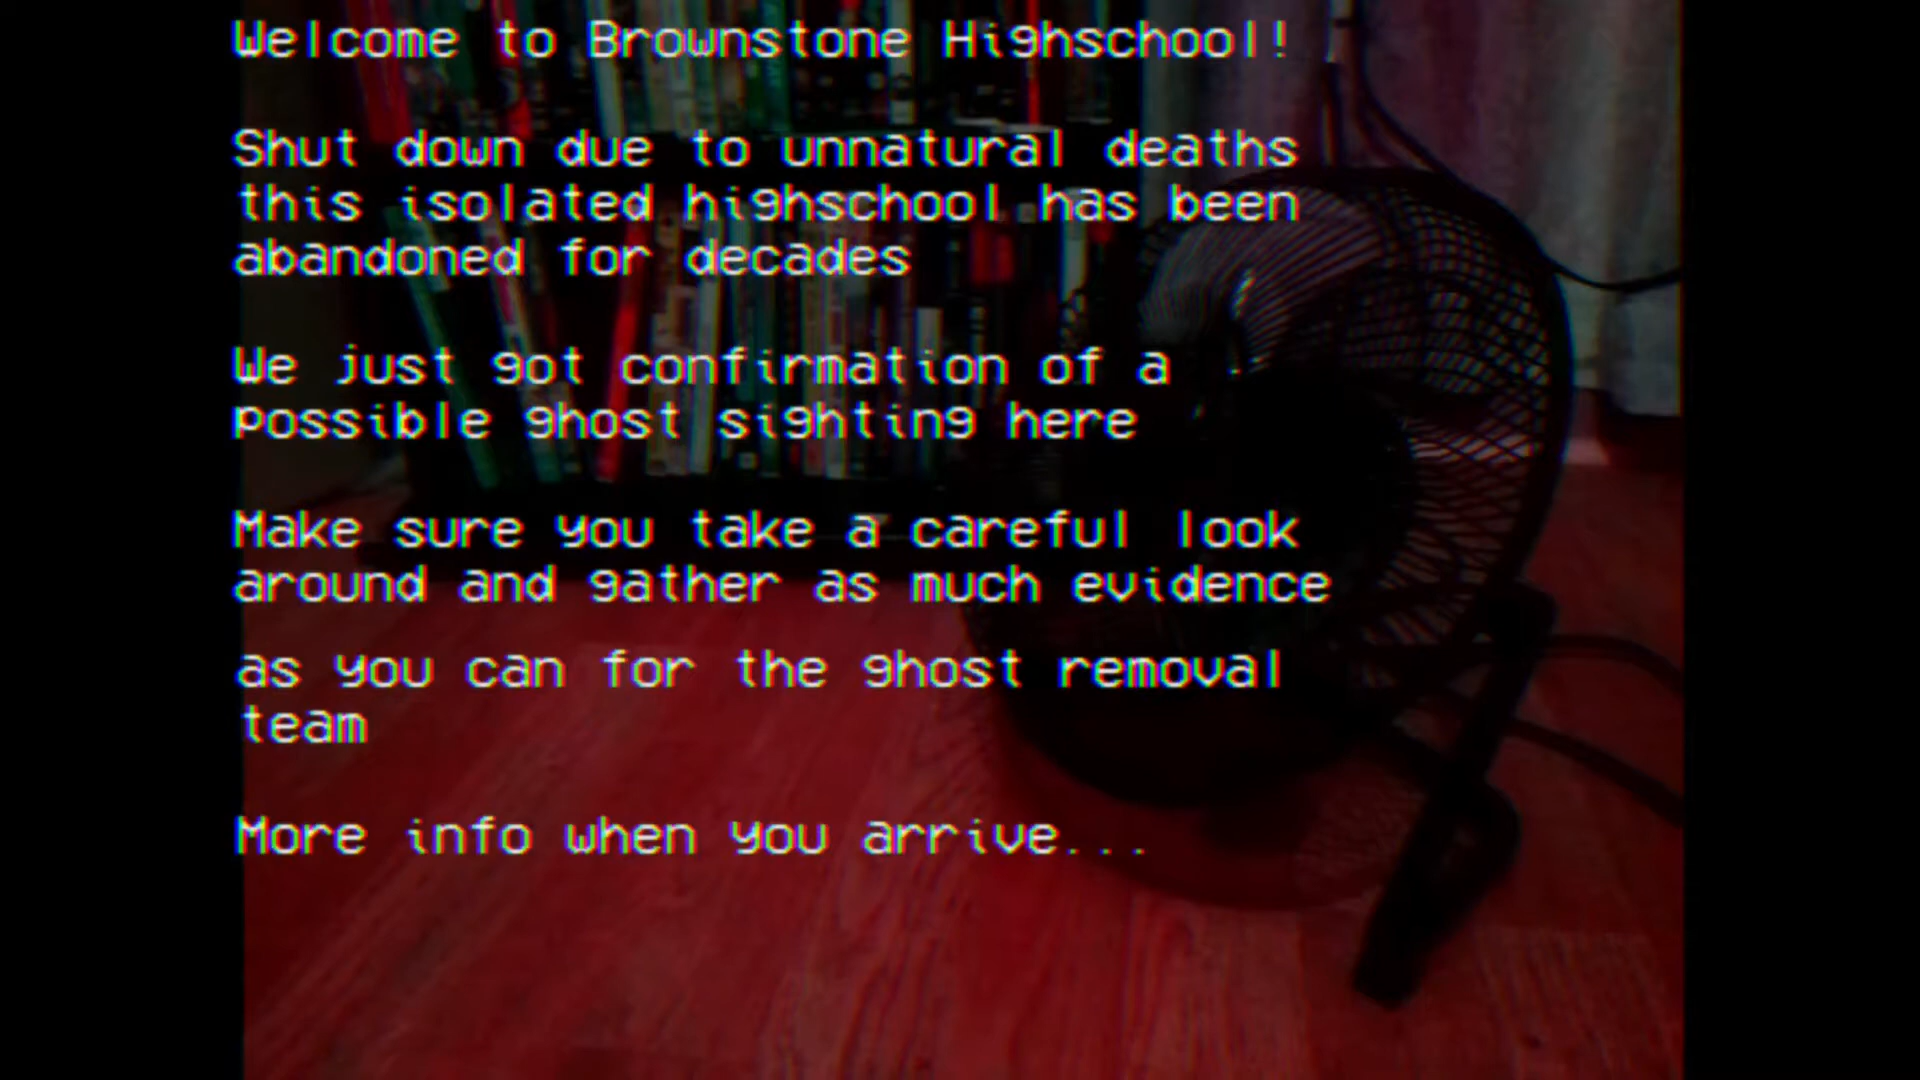 Welcome to Brownstone Highschool!
Shut down due to unnatural deaths
this isolated highschool has been
abandoned for decades
We just got confirmation of a
possible ghost sighting here
Make sure you take a careful look
around and gather as much evidence
as you can for the ghost removal
team
More info when you arrive...